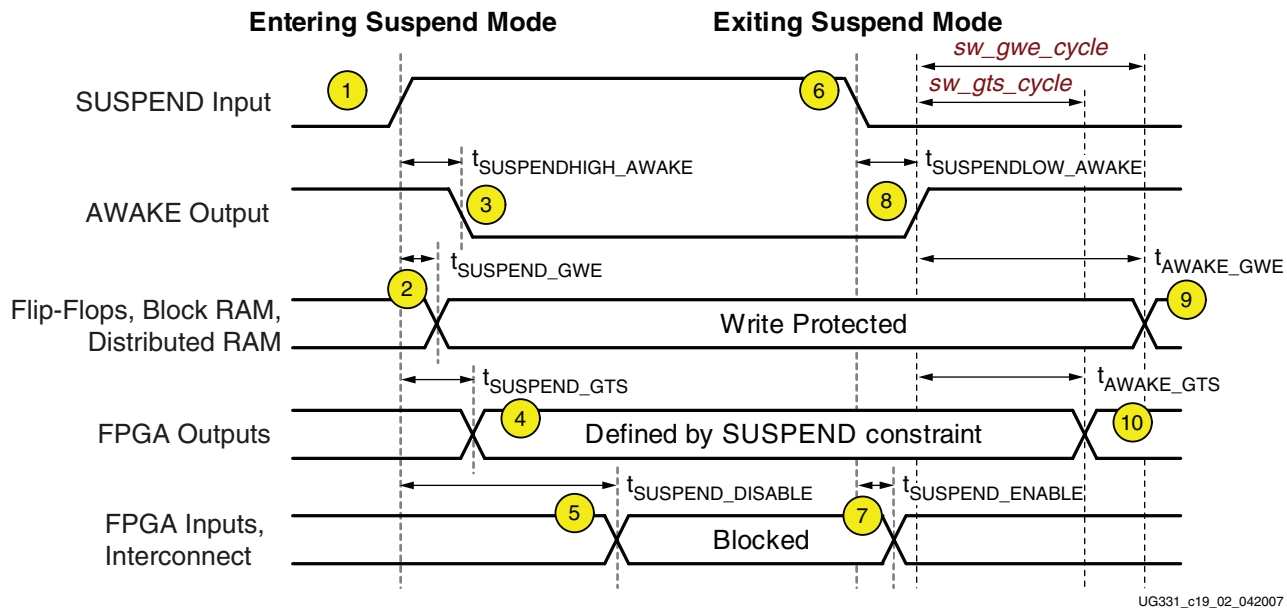 Entering Suspend Mode
Exiting Suspend Mode
sw_gwe_cycle
sw_gts_cycle
SUSPEND Input
1
6
tSUSPENDHIGH_AWAKE
tSUSPENDLOW_AWAKE
AWAKE Output
3
8
tSUSPEND_GWE
tAWAKE_GWE
Flip-Flops, Block RAM,
Distributed RAM
2
Write Protected
9
tSUSPEND_GTS
tAWAKE_GTS
FPGA Outputs
4
Defined by SUSPEND constraint
10
tSUSPEND_DISABLE
tSUSPEND_ENABLE
FPGA Inputs,
Interconnect
5
Blocked
7
UG331_c19_02_042007